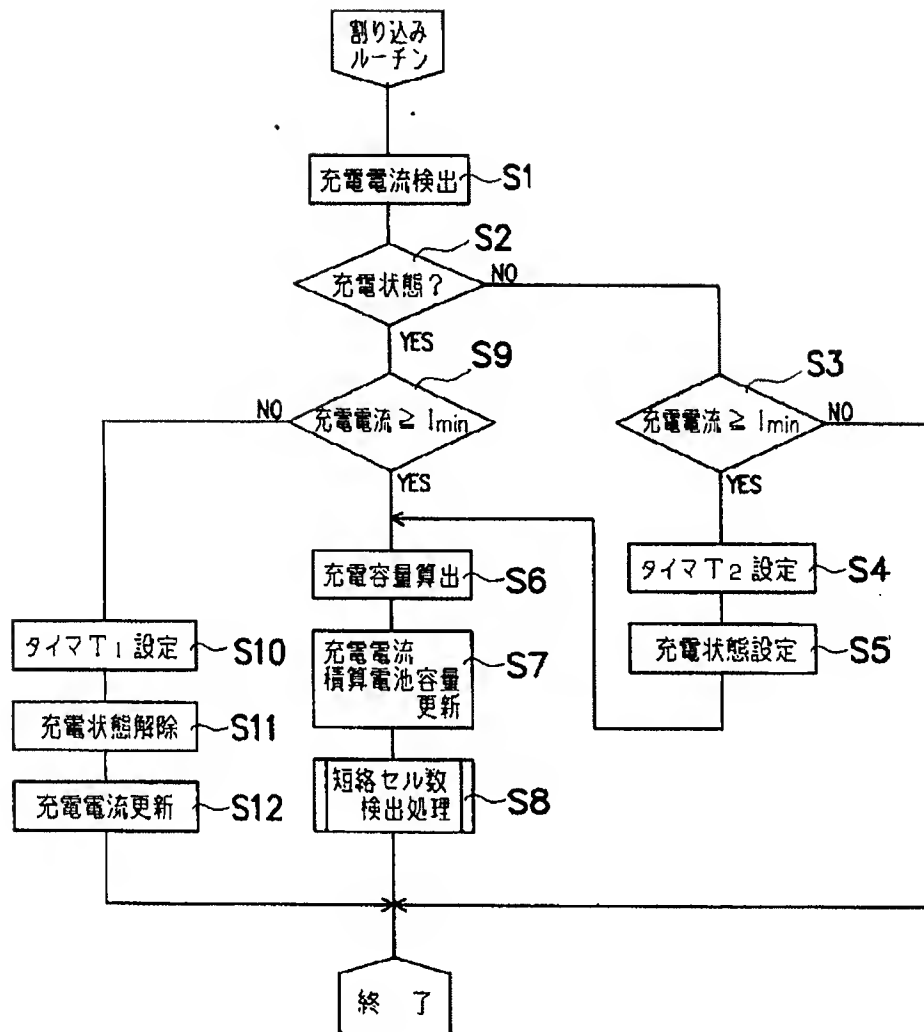 割り込み
ルーチン
充電電流検出
S1
S2
充電状態?
NO
YES
S9
S3
NO
充電電流≧Imin
充電電流≧Imin
NO
YES
YES
充電容量算出
S6
タイマT2設定
S4
タイマT1設定
S10
充電電流
積算電池容量
更新
S7
充電状態設定
S5
充電状態解除
S11
充電電流更新
S12
短絡セル数
検出処理
S8
終 了